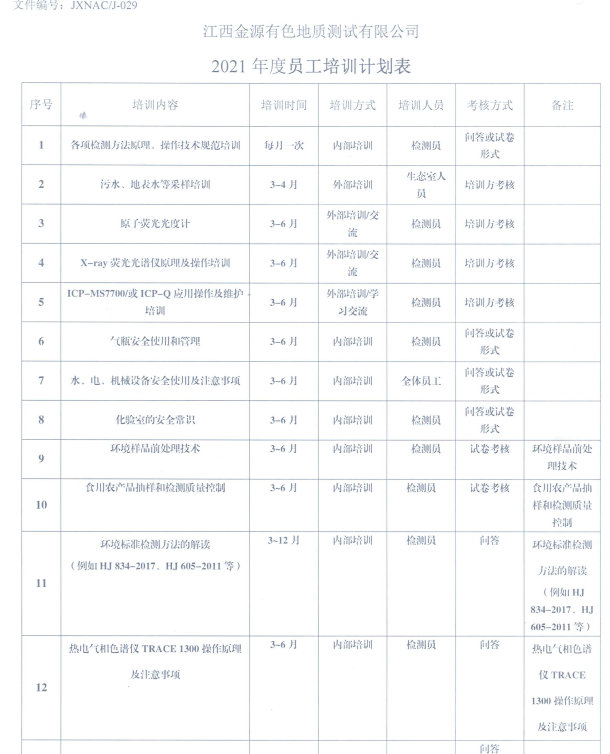 文件编号：JXNAC/J-029
江西金源有色地质测试有限公司
2021 年度员工培训计划表
序号 培训内容 培训时间 培训方式 培训人员 考核方式 备注
1 各项检测方法原理、操作技术规范培训 每月一次 内部培训 检测员 问答或试卷
形式
2 污水、地表水等采样培训 3-4 月 外部培训 生态室人
员 培训方考核
3 原子荧光光度计 3-6 月 外部培训/交
流 检测员 培训方考核
4 X-ray 荧光光谱仪原理及操作培训 3-6 月 外部培训/交
流 检测员 培训方考核
5 ICP-MS7700/或 ICP-Q 应用操作及维护
培训 3-6 月 外部培训/学
习交流 检测员 培训方考核
6 气瓶安全使用和管理 3-6 月 内部培训 检测员 问答或试卷
形式
7 水、电、机械设备安全使用及注意事项 3-6 月 内部培训 全体员工 问答或试卷
形式
8 化验室的安全常识 3-6 月 内部培训 检测员 问答或试卷
形式
9 环境样品前处理技术 3-6 月 内部培训 检测员 试卷考核 环境样品前处
理技术
10 食用农产品抽样和检测质量控制 3-6 月 内部培训 检测员 试卷考核 食用农产品抽
样和检测质量
控制
11 环境标准检测方法的解读
（例如 HJ 834-2017、HJ 605-2011 等） 3~12 月 内部培训 检测员 问答 环境标准检测
方法的解读
（例如 HJ
834-2017、HJ
605-2011 等）
12 热电气相色谱仪 TRACE 1300 操作原理
及注意事项 3-6 月 内部培训 检测员 问答 热电气相色谱
仪 TRACE
1300 操作原理
及注意事项
问答